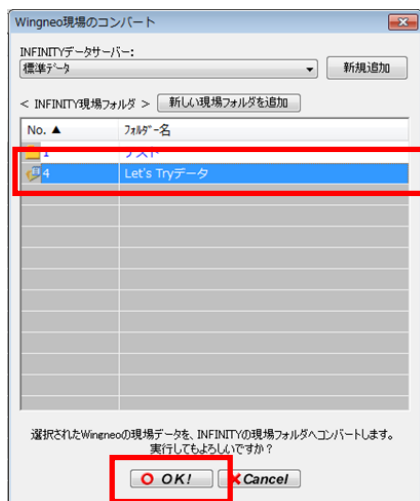 Wingneo現場のコンバート
INFINITYデータサーバー:
標準データ
新規追加
< INFINITY現場フォルダ > 新しい現場フォルダを追加
No. ▲ フォルダー名
1 テスト
4 Let's Tryデータ
選択されたWingneoの現場データを、INFINITYの現場フォルダへコンバートします。
実行してもよろしいですか？
OK! Cancel